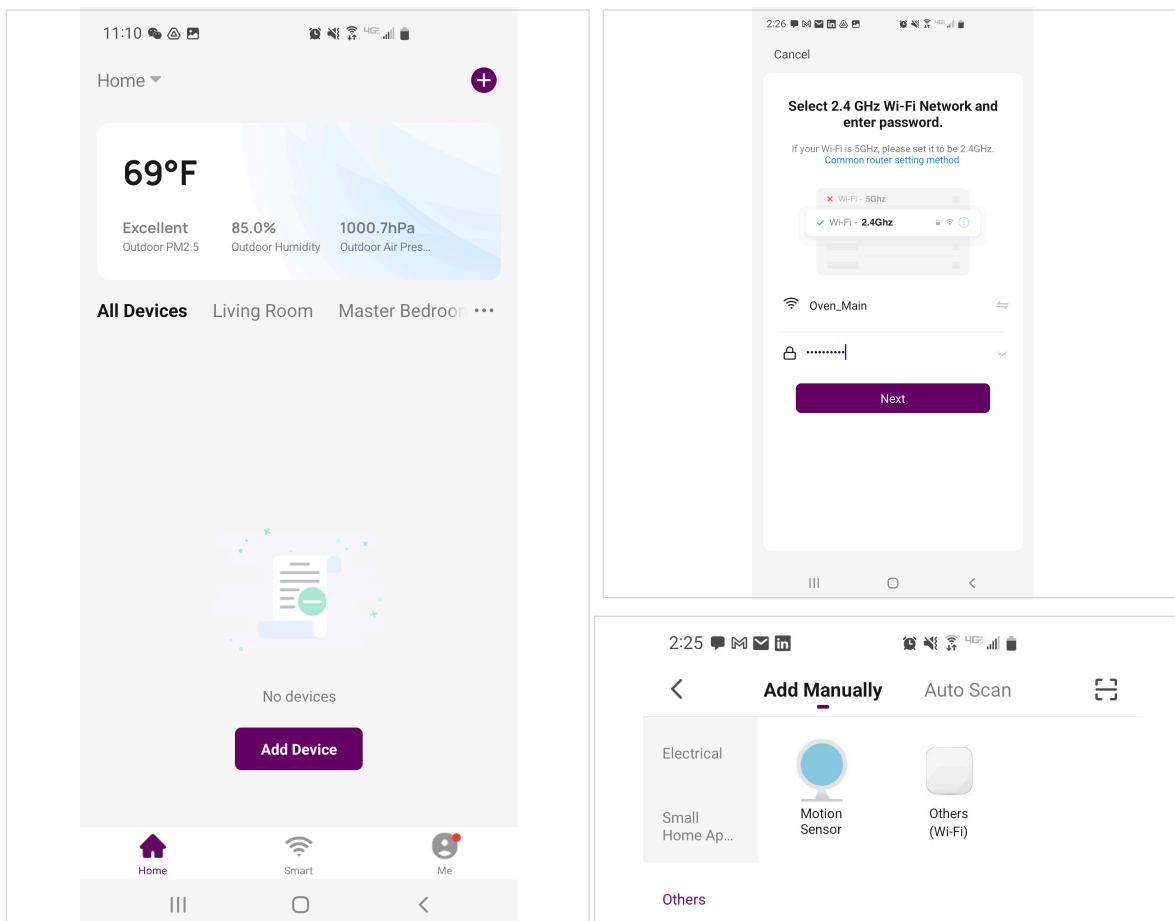 11:10
Home
69°F
Excellent 85.0% 1000.7hPa
Outdoor PM2.5 Outdoor Humidity Outdoor Air Pres...
All Devices Living Room Master Bedroon
No devices
Add Device
Home Smart Me
2:26
Cancel
Select 2.4 GHz Wi-Fi Network and
enter password.
If your Wi-Fi is 5GHz, please set it to be 2.4GHz.
Common router setting method
Wi-Fi - 5Ghz
Wi-Fi - 2.4Ghz
Oven_Main
Next
2:25
Add Manually Auto Scan
Electrical
Motion Others
Sensor (Wi-Fi)
Small
Home Ap...
Others